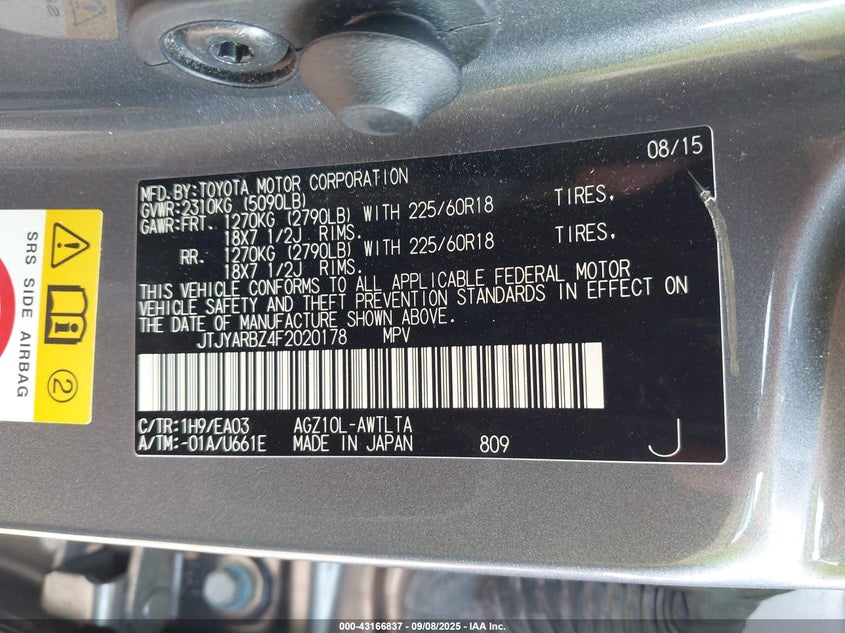 08/15
MFD. BY: TOYOTA MOTOR CORPORATION
GVWR: 2310KG (5090LB)
GAWR: FRT. 1270KG (2790LB) WITH 225/60R18 TIRES,
18X7 1/2J RIMS.
RR. 1270KG (2790LB) WITH 225/60R18 TIRES,
18X7 1/2J RIMS.
THIS VEHICLE CONFORMS TO ALL APPLICABLE FEDERAL MOTOR
VEHICLE SAFETY AND THEFT PREVENTION STANDARDS IN EFFECT ON
THE DATE OF MANUFACTURE SHOWN ABOVE.
JTJYARBZ4F2020178 MPV
C/TR: 1H9/EA03 AGZ10L-AWTLTA
A/TM: -01A/U661E MADE IN JAPAN 809 J
SRS SIDE AIRBAG
2
000-43166837 - 09/08/2025 - IAA Inc.